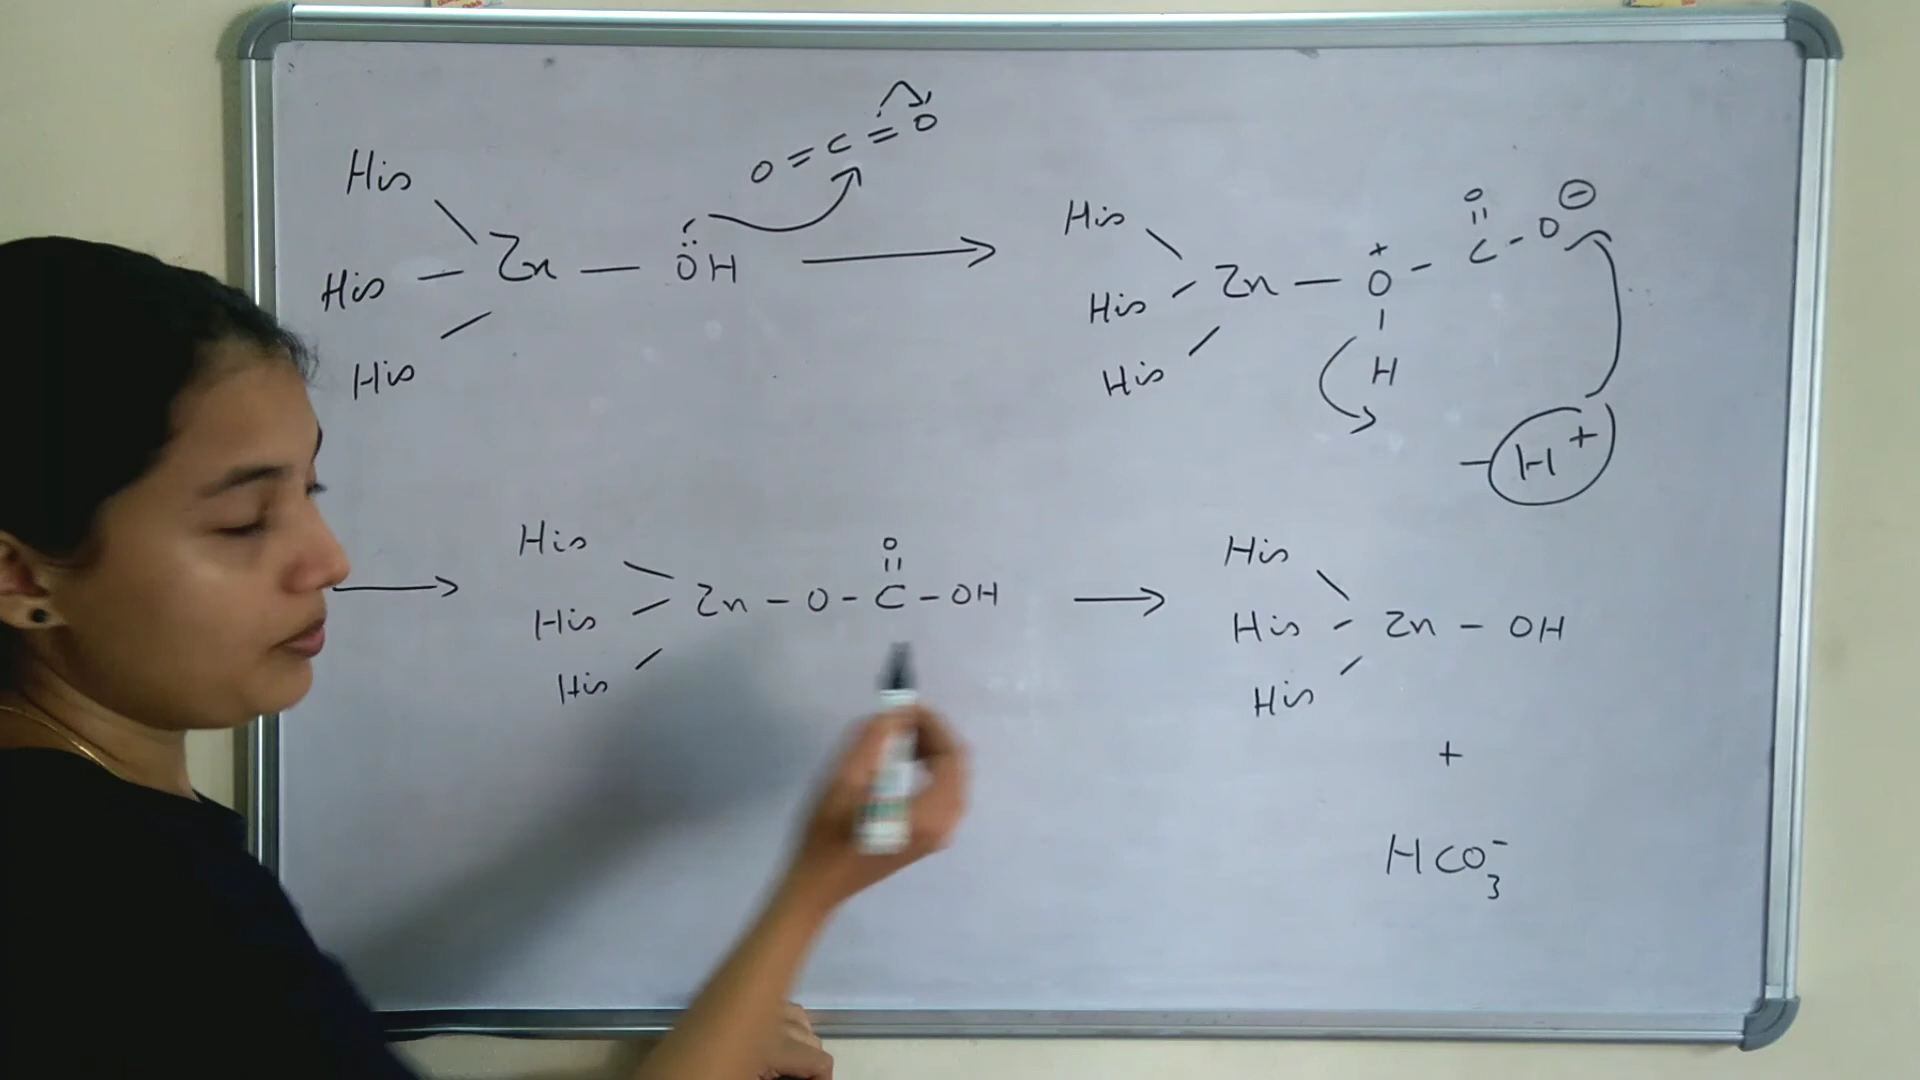 O=C=O
His
His Zn — ÖH →
His
O O⊖
His || 
His Zn — O⁺ - C - O
His |
H
- H⁺
His O
→ His Zn - O - C - OH →
His
His
His - Zn - OH
His
+
HCO₃⁻